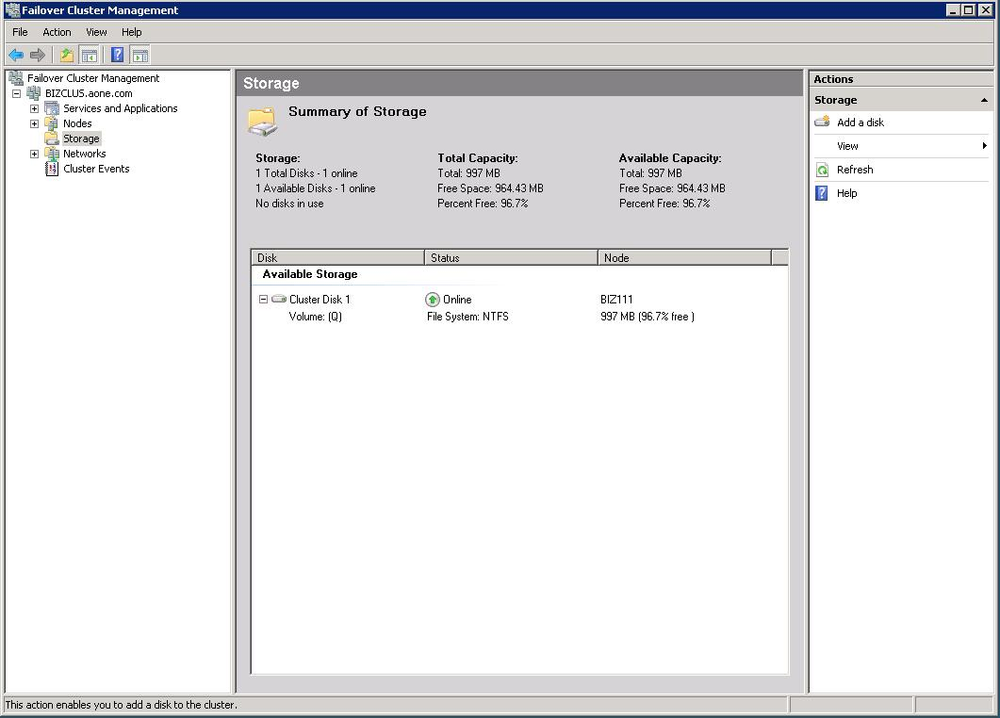 Failover Cluster Management
File Action View Help
Failover Cluster Management
BIZCLUS.aone.com
Services and Applications
Nodes
Storage
Networks
Cluster Events
Storage
Summary of Storage
Storage: Total Capacity: Available Capacity:
1 Total Disks - 1 online Total: 997 MB Total: 997 MB
1 Available Disks - 1 online Free Space: 964.43 MB Free Space: 964.43 MB
No disks in use Percent Free: 96.7% Percent Free: 96.7%
Disk Status Node
Available Storage
Cluster Disk 1 Online BIZ111
Volume: (Q) File System: NTFS 997 MB (96.7% free )
Actions
Storage
Add a disk
View
Refresh
Help
This action enables you to add a disk to the cluster.